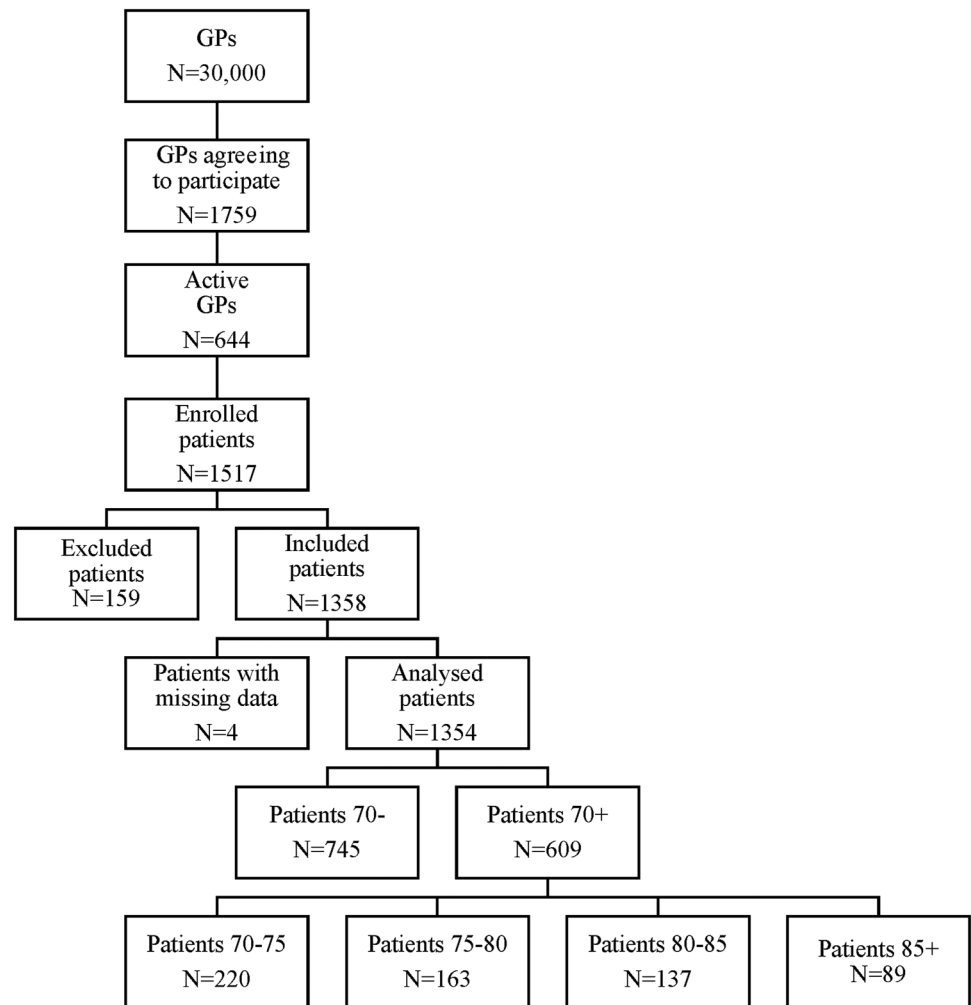 GPs
N=30,000
GPs agreeing
to participate
N=1759
Active
GPs
N=644
Enrolled
patients
N=1517
Excluded
patients
N=159
Included
patients
N=1358
Patients with
missing data
N=4
Analysed
patients
N=1354
Patients 70-
N=745
Patients 70+
N=609
Patients 70-75
N=220
Patients 75-80
N=163
Patients 80-85
N=137
Patients 85+
N=89